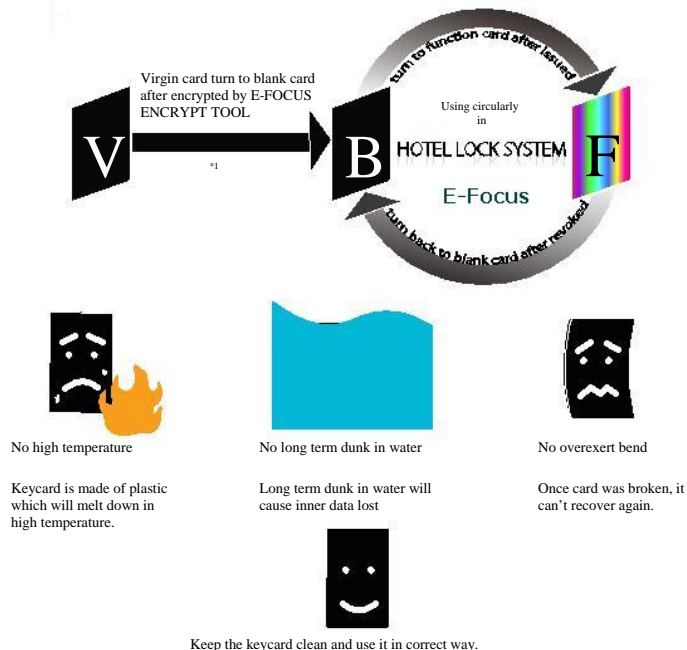 turn to function card after issued
Virgin card turn to blank card
after encrypted by E-FOCUS
ENCRYPT TOOL
*1
V
B
Using circularly
in
HOTEL LOCK SYSTEM
E-Focus
F
turn back to blank card after revoked
No high temperature
No long term dunk in water
No overexert bend
Keycard is made of plastic
which will melt down in
high temperature.
Long term dunk in water will
cause inner data lost
Once card was broken, it
can't recover again.
Keep the keycard clean and use it in correct way.